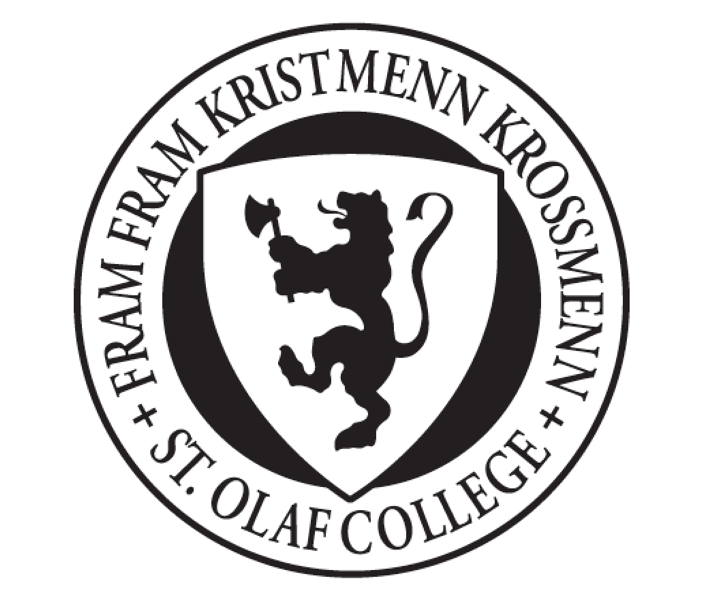 FRAM FRAM KRISTMENN KROSSMENN
+ ST. OLAF COLLEGE +